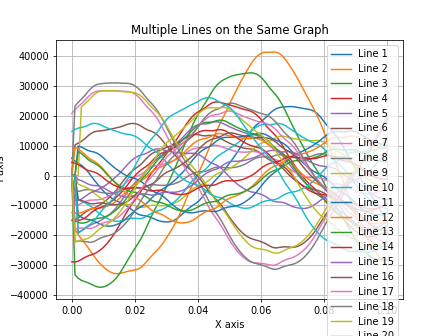 Multiple Lines on the Same Graph
40000
30000
20000
10000
0
-10000
-20000
-30000
-40000
0.00
0.02
0.04
0.06
X axis
Line 1
Line 2
Line 3
Line 4
Line 5
Line 6
Line 7
Line 8
Line 9
Line 10
Line 11
Line 12
Line 13
Line 14
Line 15
Line 16
Line 17
Line 18
Line 19
Line 20